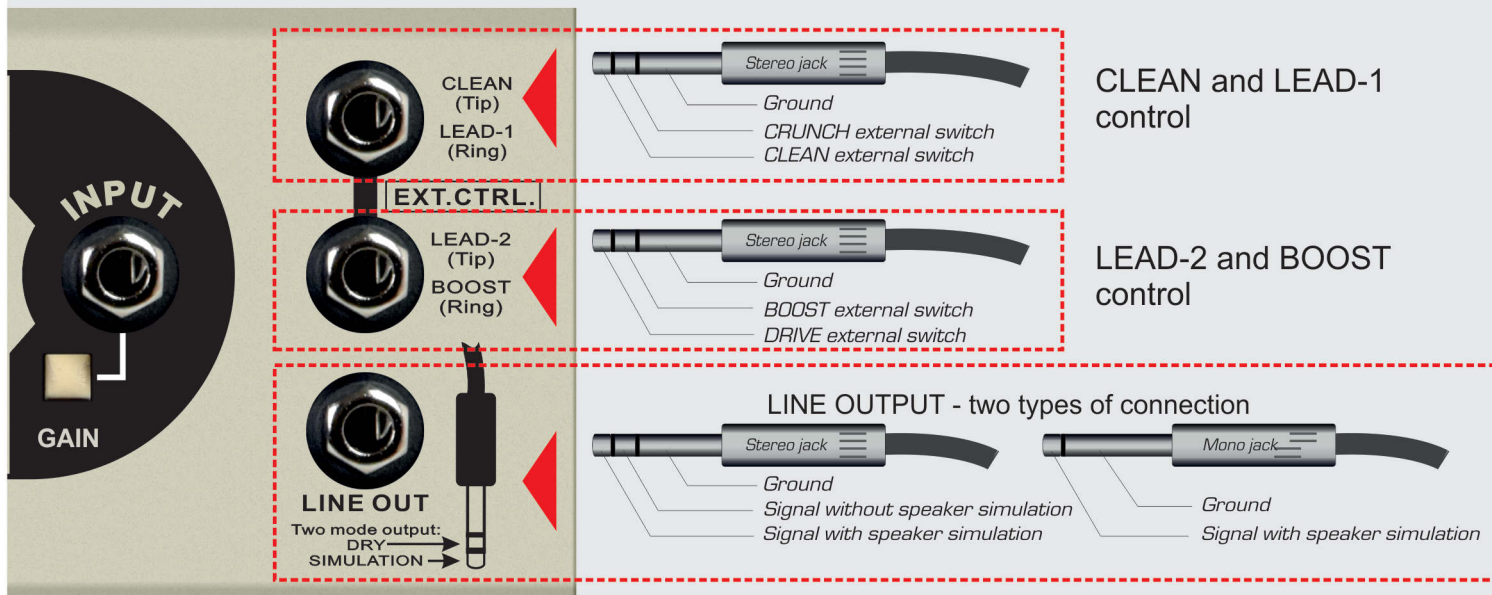 INPUT
GAIN
CLEAN
(Tip)
LEAD-1
(Ring)
EXT.CTRL.
LEAD-2
(Tip)
BOOST
(Ring)
LINE OUT
Two mode output:
DRY
SIMULATION
Stereo jack
Ground
CRUNCH external switch
CLEAN external switch
CLEAN and LEAD-1
control
Stereo jack
Ground
BOOST external switch
DRIVE external switch
LEAD-2 and BOOST
control
LINE OUTPUT - two types of connection
Stereo jack
Ground
Signal without speaker simulation
Signal with speaker simulation
Mono jack
Ground
Signal with speaker simulation